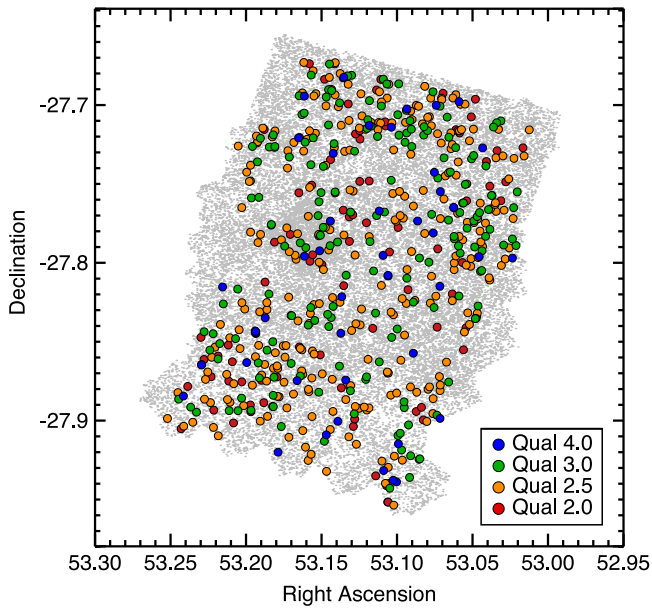 -27.7
-27.8
-27.9
Declination
Qual 4.0
Qual 3.0
Qual 2.5
Qual 2.0
53.30 53.25 53.20 53.15 53.10 53.05 53.00 52.95
Right Ascension